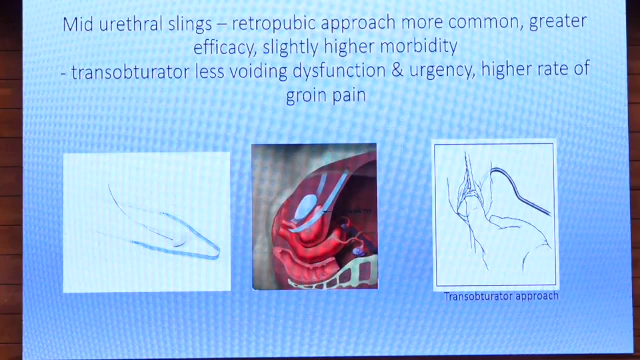 Mid urethral slings – retropubic approach more common, greater
efficacy, slightly higher morbidity
- transobturator less voiding dysfunction & urgency, higher rate of
groin pain
Transobturator approach